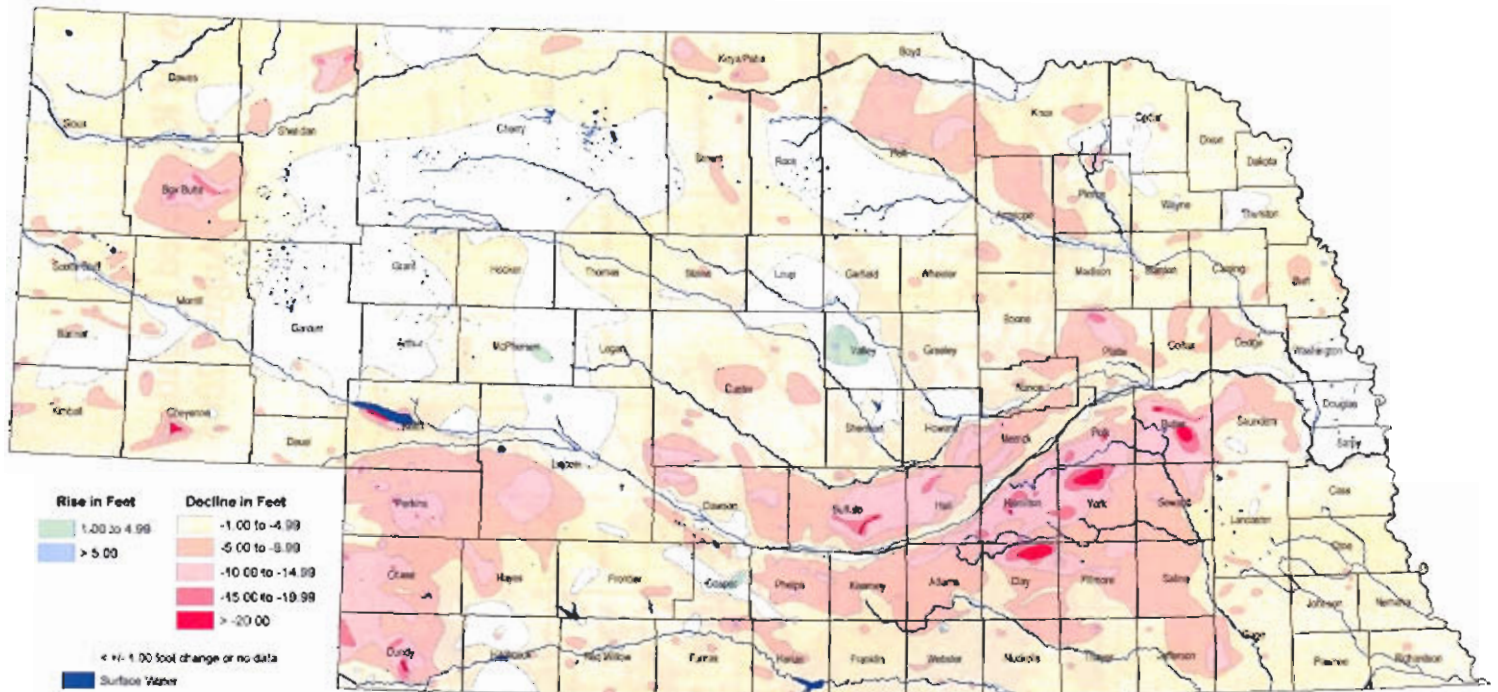 Boyd
Keya Paha
Dawes
Knox
Cedar
Sioux
Sheridan
Cherry
Dixon
Holt
Rock
Dakota
Box Butte
Pierce
Wayne
Thurston
Antelope
Scotts Bluff
Grant
Hooker
Thomas
Blaine
Loup
Garfield
Wheeler
Madison
Stanton
Cuming
Burt
Morrill
Garden
Boone
Banner
Arthur
McPherson
Logan
Valley
Greeley
Platte
Colfax
Dodge
Washington
Custer
Nance
Kimball
Cheyenne
Douglas
Deuel
Keith
Sherman
Howard
Merrick
Polk
Butler
Saunders
Sarpy
Lincoln
Cass
Perkins
Dawson
Buffalo
Hall
Hamilton
York
Seward
Lancaster
Otoe
Chase
Hayes
Frontier
Gosper
Phelps
Kearney
Adams
Clay
Fillmore
Saline
Johnson
Nemaha
Gage
Dundy
Hitchcock
Red Willow
Furnas
Harlan
Franklin
Webster
Nuckolls
Thayer
Jefferson
Pawnee
Richardson
Rise in Feet
1.00 to 4.99
> 5.00
Decline in Feet
-1.00 to -4.99
-5.00 to -9.99
-10.00 to -14.99
-15.00 to -19.99
> -20.00
< +/- 1.00 foot change or no data
Surface Water